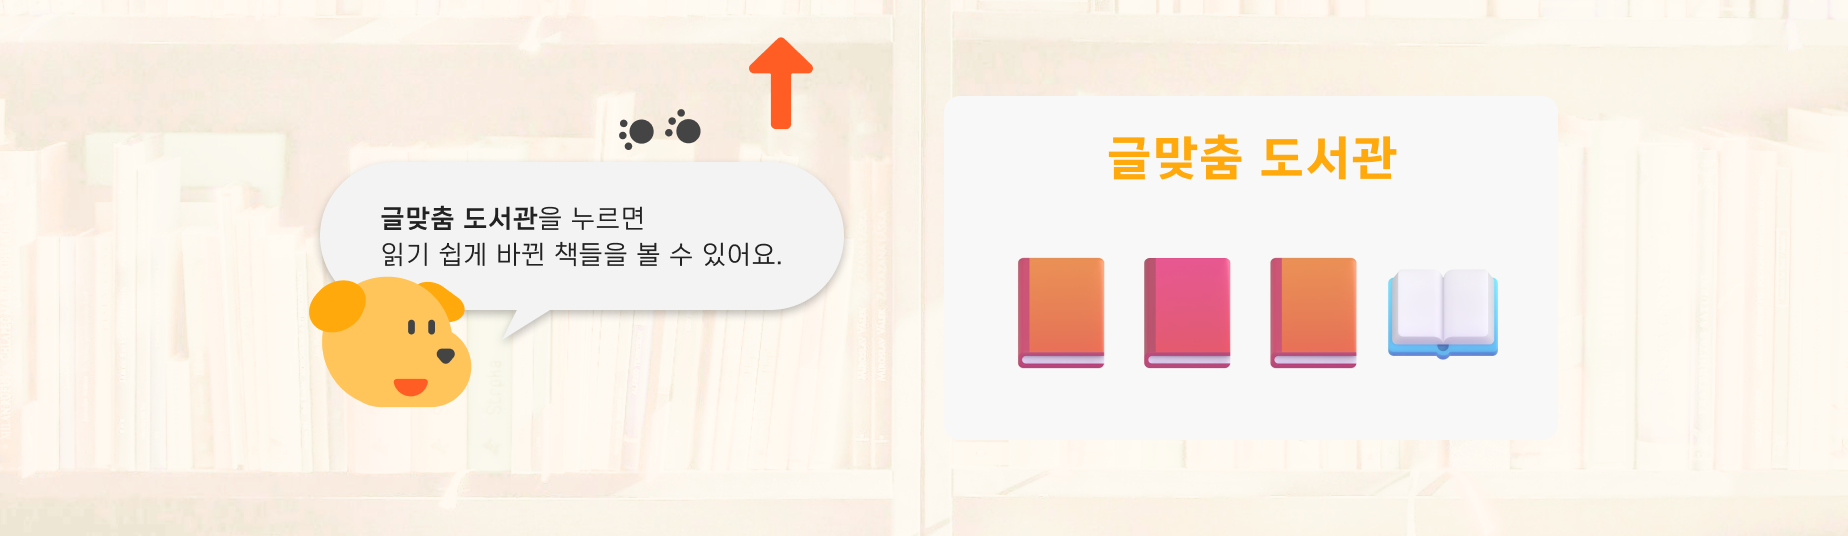 글맞춤 도서관을 누르면
읽기 쉽게 바뀐 책들을 볼 수 있어요.
글맞춤 도서관